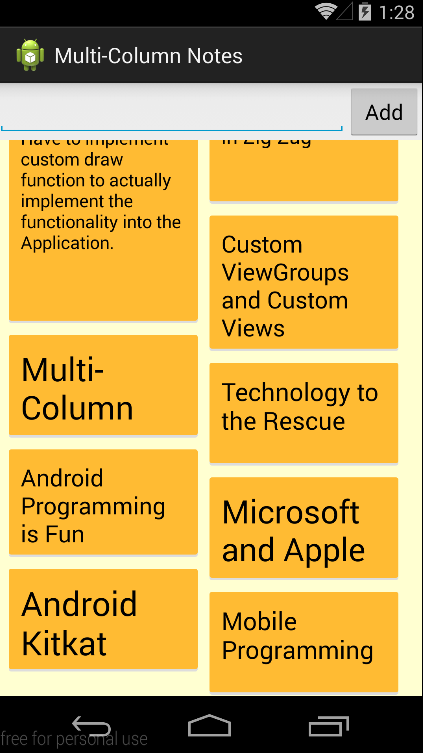 1:28
Multi-Column Notes
Add
Have to implement
custom draw
function to actually
implement the
functionality into the
Application.
Multi-
Column
Android
Programming
is Fun
Android
Kitkat
in Zig Zag
Custom
ViewGroups
and Custom
Views
Technology to
the Rescue
Microsoft
and Apple
Mobile
Programming
free for personal use